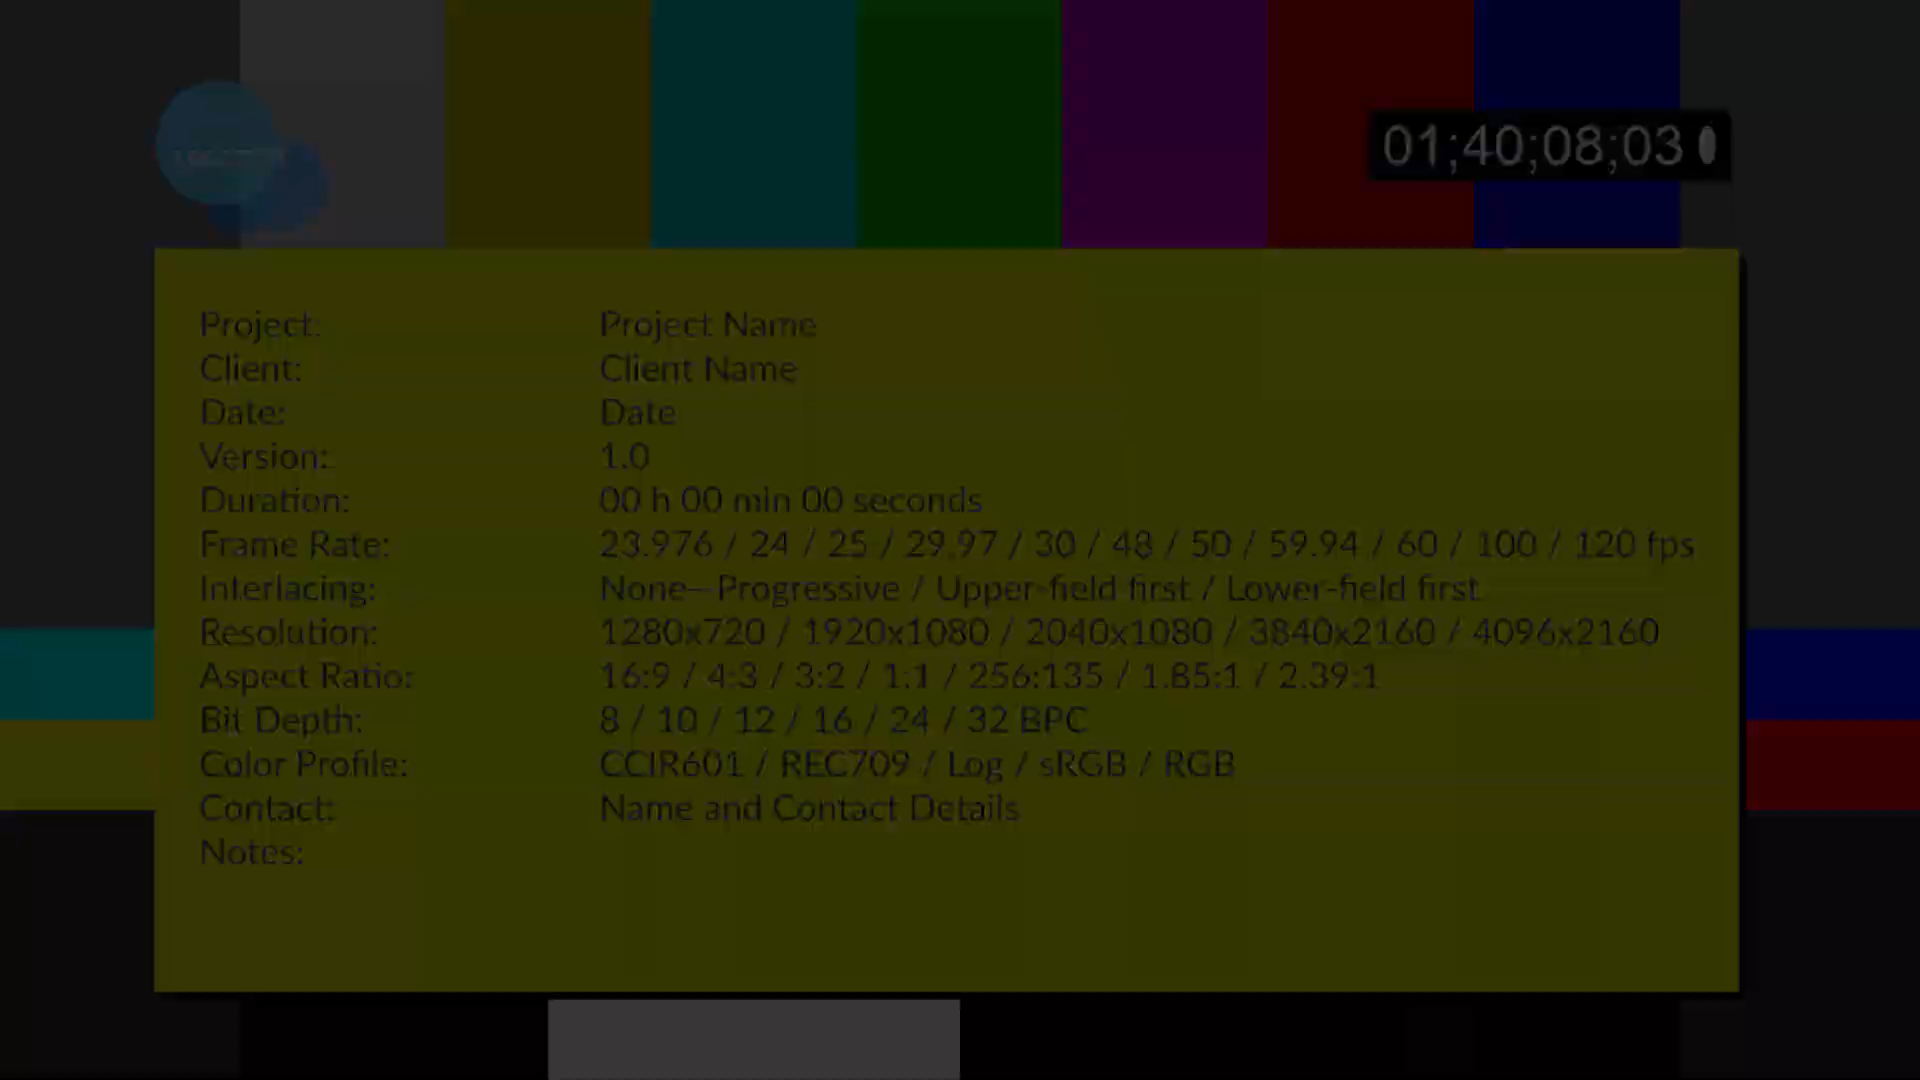 01;40;08;03
Project: Project Name
Client: Client Name
Date: Date
Version: 1.0
Duration: 00 h 00 min 00 seconds
Frame Rate: 23.976 / 24 / 25 / 29.97 / 30 / 48 / 50 / 59.94 / 60 / 100 / 120 fps
Interlacing: None—Progressive / Upper-field first / Lower-field first
Resolution: 1280x720 / 1920x1080 / 2040x1080 / 3840x2160 / 4096x2160
Aspect Ratio: 16:9 / 4:3 / 3:2 / 1:1 / 256:135 / 1.85:1 / 2.39:1
Bit Depth: 8 / 10 / 12 / 16 / 24 / 32 BPC
Color Profile: CCIR601 / REC709 / Log / sRGB / RGB
Contact: Name and Contact Details
Notes: